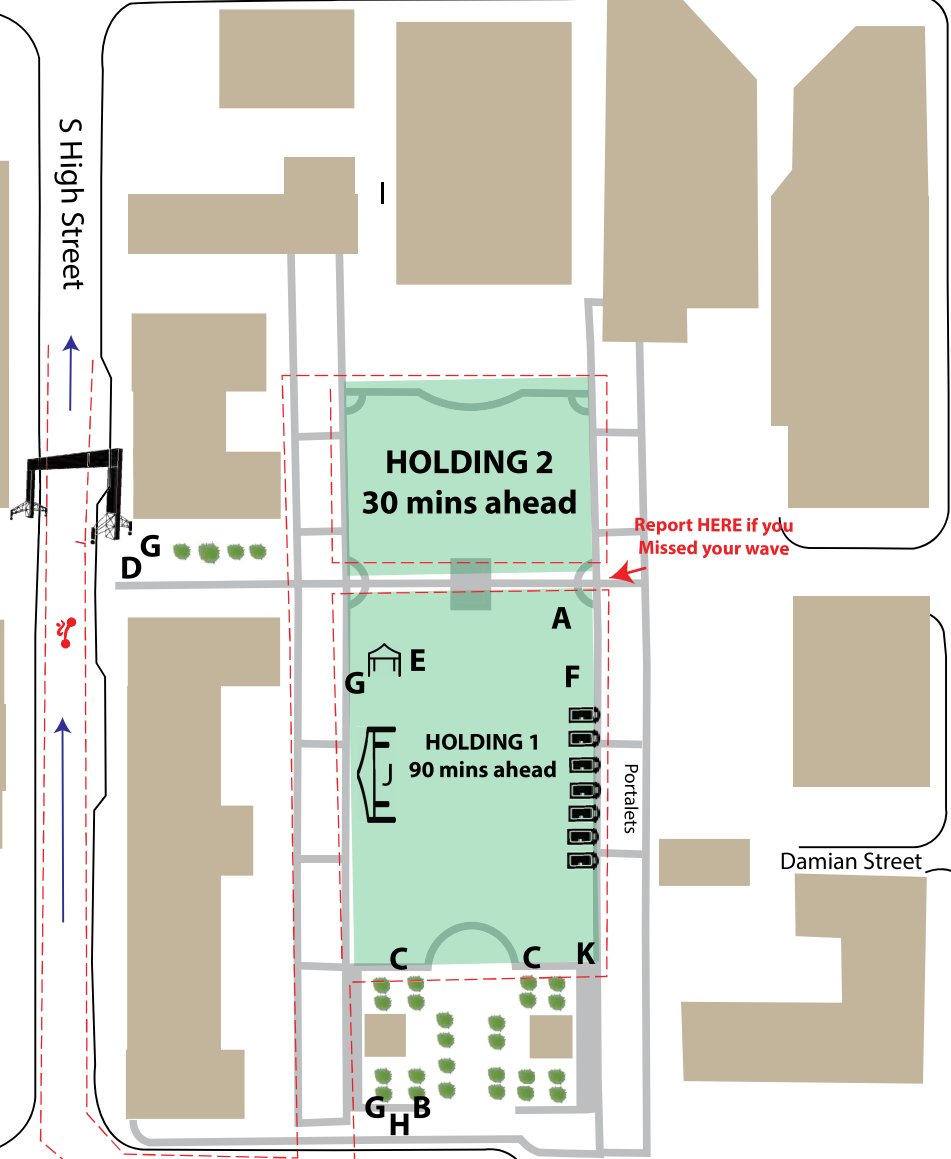 S High Street
I
HOLDING 2
30 mins ahead
Report HERE if you
Missed your wave
G
D
A
E
G
F
HOLDING 1
90 mins ahead
J
Portalets
Damian Street
C
C
K
G
B
H